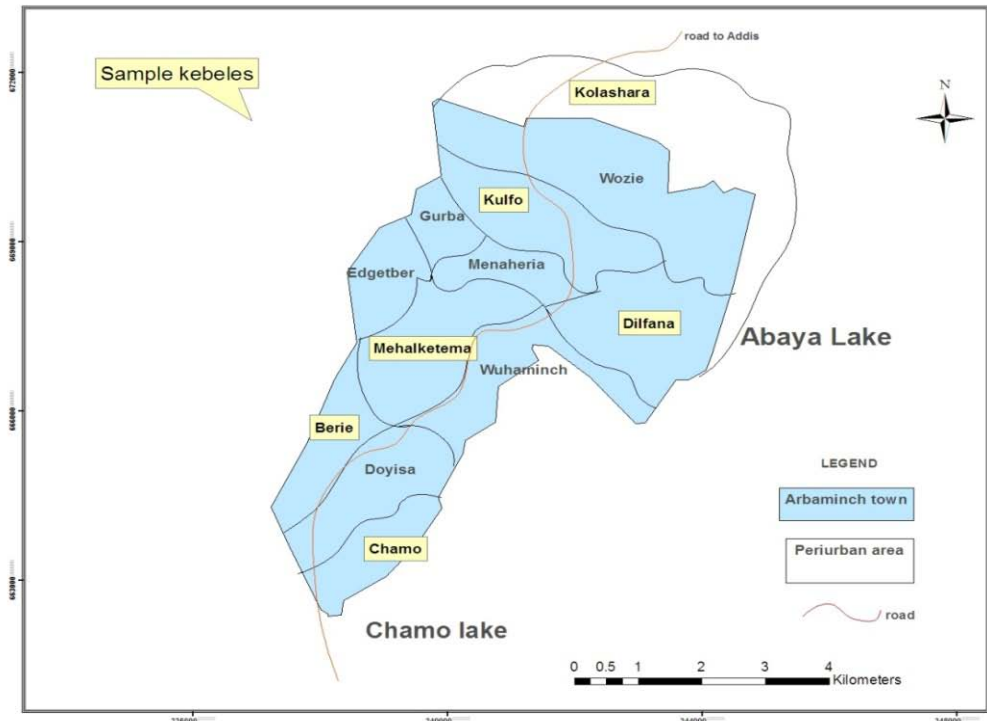 road to Addis
Sample kebeles
Kolashara
N
Wozie
Kulfo
Gurba
Menaheria
Edgetber
Dilfana
Abaya Lake
Mehalketema
Wuhaminch
Berie
Doyisa
Chamo
Chamo lake
LEGEND
Arbaminch town
Periurban area
road
0 0.5 1 2 3 4
Kilometers